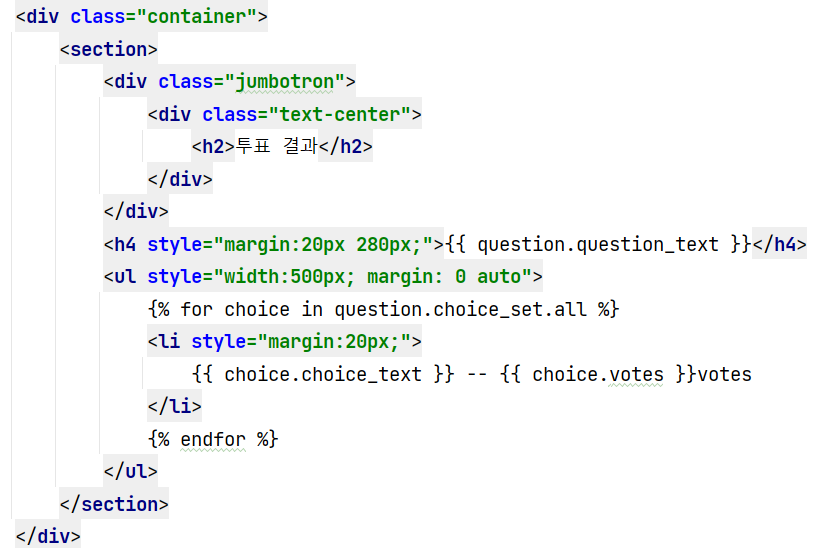 <div class="container">
<section>
<div class="jumbotron">
<div class="text-center">
<h2>투표 결과</h2>
</div>
</div>
<h4 style="margin:20px 280px;">{{ question.question_text }}</h4>
<ul style="width:500px; margin: 0 auto">
{% for choice in question.choice_set.all %}
<li style="margin:20px;">
{{ choice.choice_text }} -- {{ choice.votes }}votes
</li>
{% endfor %}
</ul>
</section>
</div>